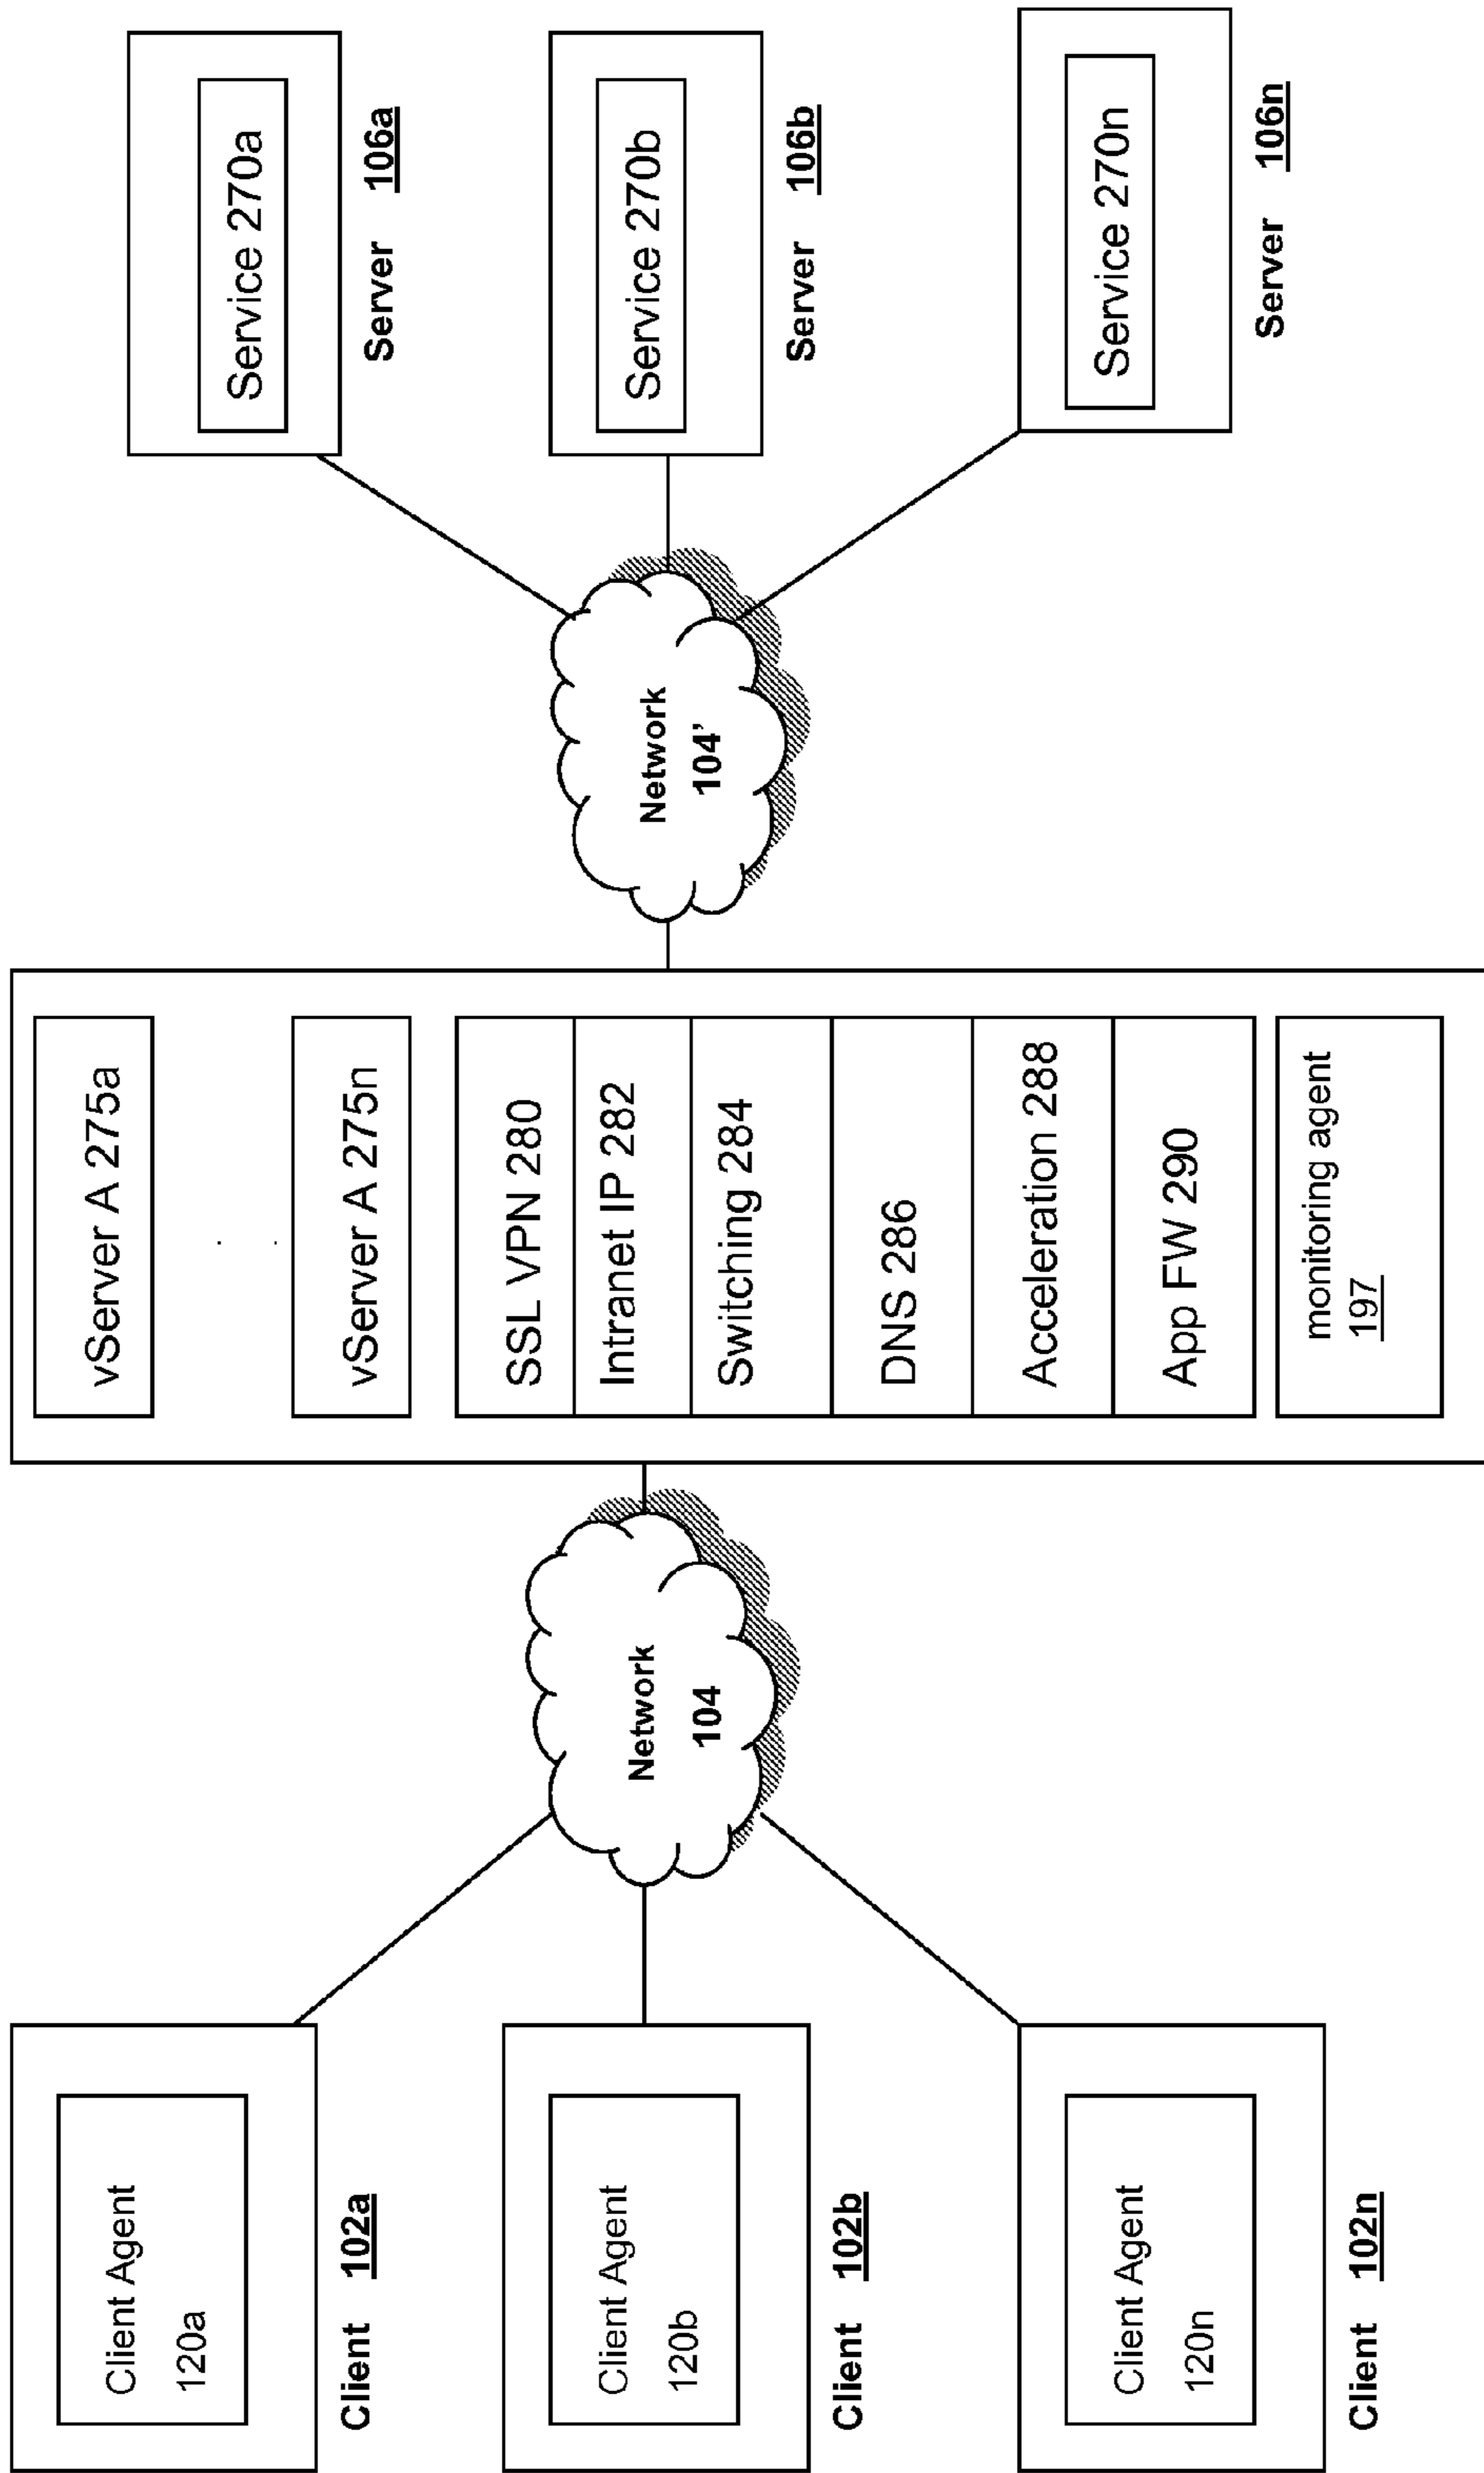 Client Agent
120a
Client 102a
Client Agent
120b
Client 102b
Client Agent
120n
Client 102n
Network
104
vServer A 275a
vServer A 275n
SSL VPN 280
Intranet IP 282
Switching 284
DNS 286
Acceleration 288
App FW 290
monitoring agent
197
Network
104'
Service 270a
Server 106a
Service 270b
Server 106b
Service 270n
Server 106n